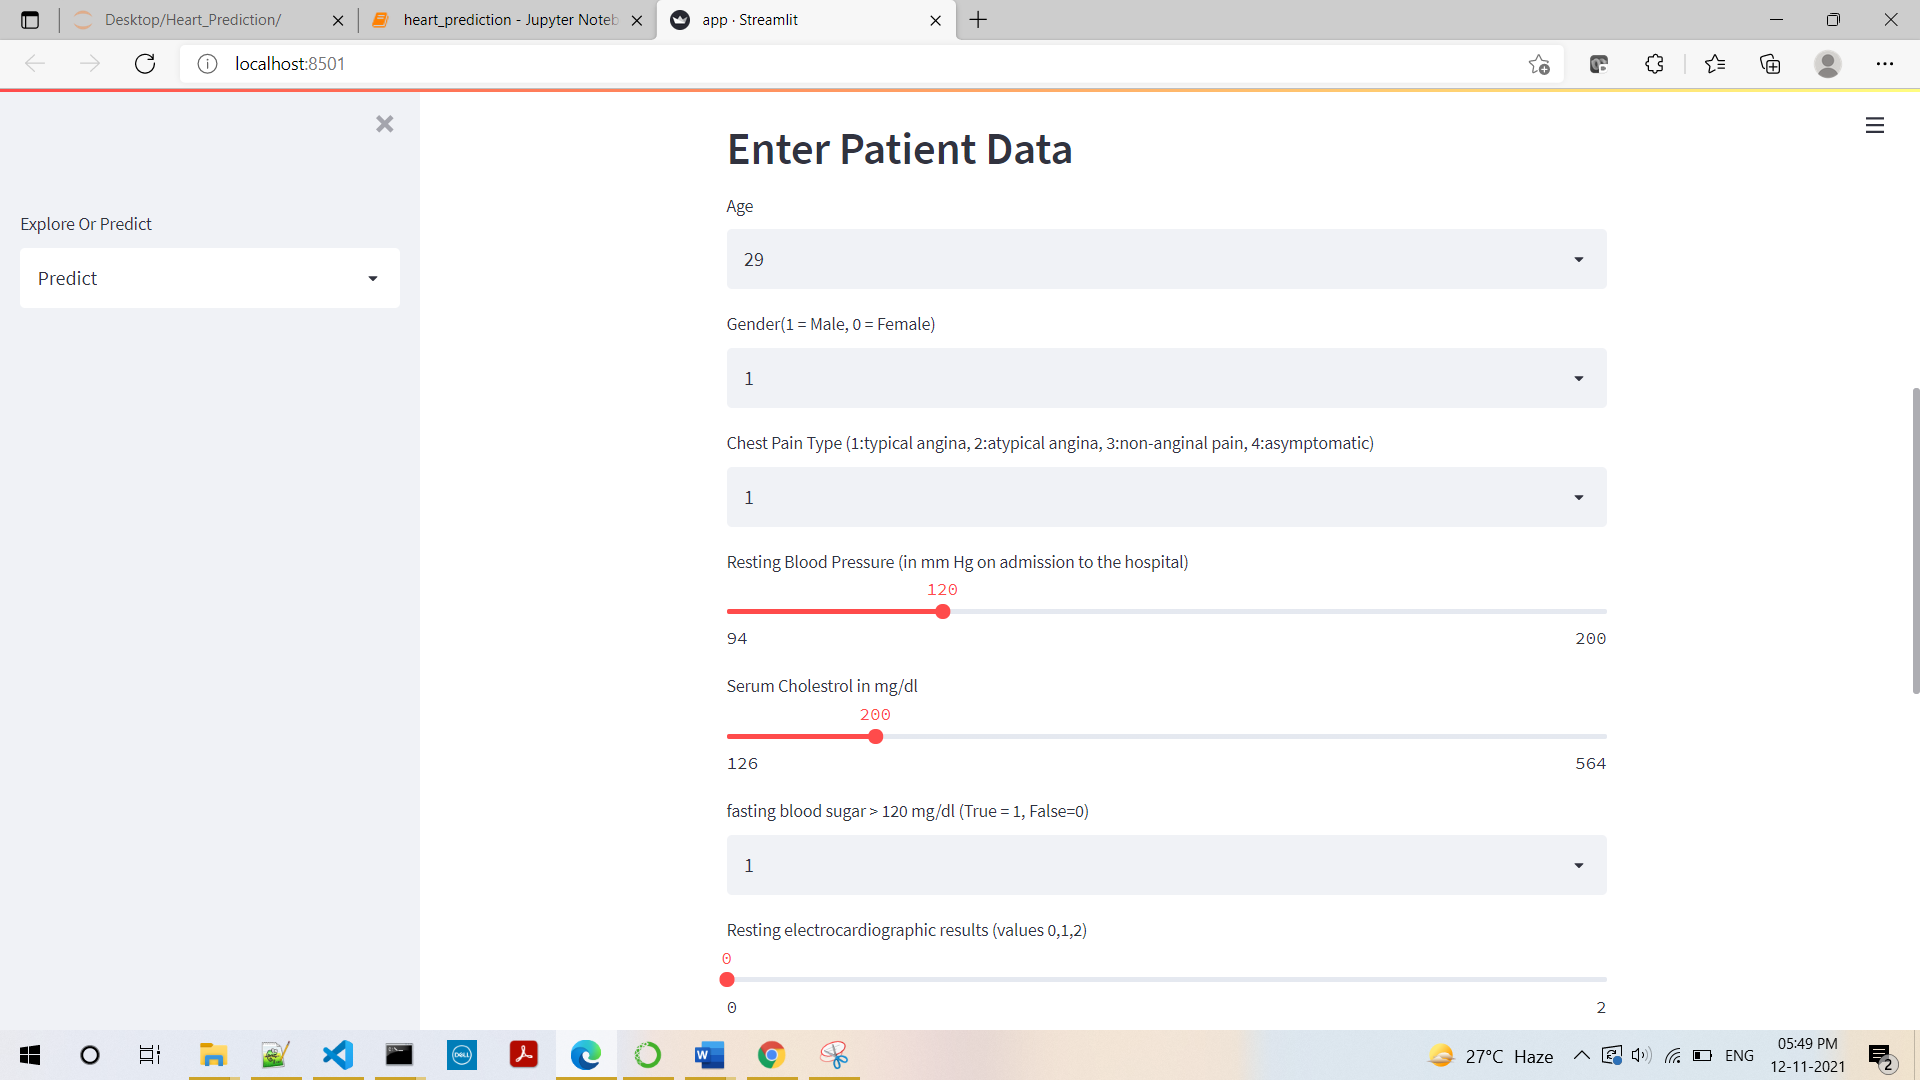 Desktop/Heart_Prediction/
heart_prediction - Jupyter Noteb
app · Streamlit
localhost:8501
Enter Patient Data
Explore Or Predict
Predict
Age
29
Gender(1 = Male, 0 = Female)
1
Chest Pain Type (1:typical angina, 2:atypical angina, 3:non-anginal pain, 4:asymptomatic)
1
Resting Blood Pressure (in mm Hg on admission to the hospital)
120
94 200
Serum Cholestrol in mg/dl
200
126 564
fasting blood sugar > 120 mg/dl (True = 1, False=0)
1
Resting electrocardiographic results (values 0,1,2)
0
0 2
DELL
W
27°C Haze
ENG
05:49 PM
12-11-2021
2